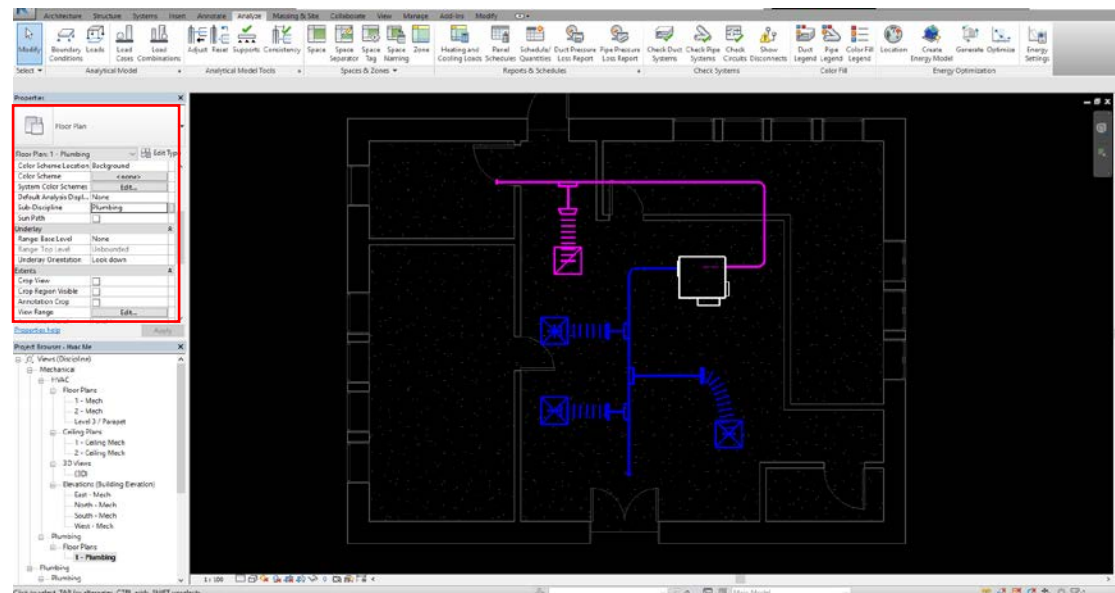 Architecture Structure Systems Insert Annotate Analyze Massing & Site Collaborate View Manage Add-Ins Modify
Modify Boundary Conditions Loads Load Cases Load Combinations Adjust Reset Supports Consistency Space Space Separator Space Tag Space Naming Zone Heating and Cooling Loads Panel Schedules Schedule/ Quantities Duct Pressure Loss Report Pipe Pressure Loss Report Check Duct Systems Check Pipe Systems Check Circuits Show Disconnects Duct Legend Pipe Legend Color Fill Legend Location Create Energy Model Generate Optimize Energy Settings
Select Analytical Model Analytical Model Tools Spaces & Zones Reports & Schedules Check Systems Color Fill Energy Optimization
Properties
Floor Plan
Floor Plan: 1 - Plumbing Edit Type
Color Scheme Location Background
Color Scheme <none>
System Color Schemes Edit...
Default Analysis Displ... None
Sub-Discipline Plumbing
Sun Path
Underlay
Range: Base Level None
Range: Top Level Unbounded
Underlay Orientation Look down
Extents
Crop View
Crop Region Visible
Annotation Crop
View Range Edit...
Properties help Apply
Project Browser - Hvac Me
Views (Discipline)
Mechanical
HVAC
Floor Plans
1 - Mech
2 - Mech
Level 3 / Parapet
Ceiling Plans
1 - Ceiling Mech
2 - Ceiling Mech
3D Views
{3D}
Elevations (Building Elevation)
East - Mech
North - Mech
South - Mech
West - Mech
Plumbing
Floor Plans
1 - Plumbing
Plumbing
Plumbing
1 : 100
Main Model